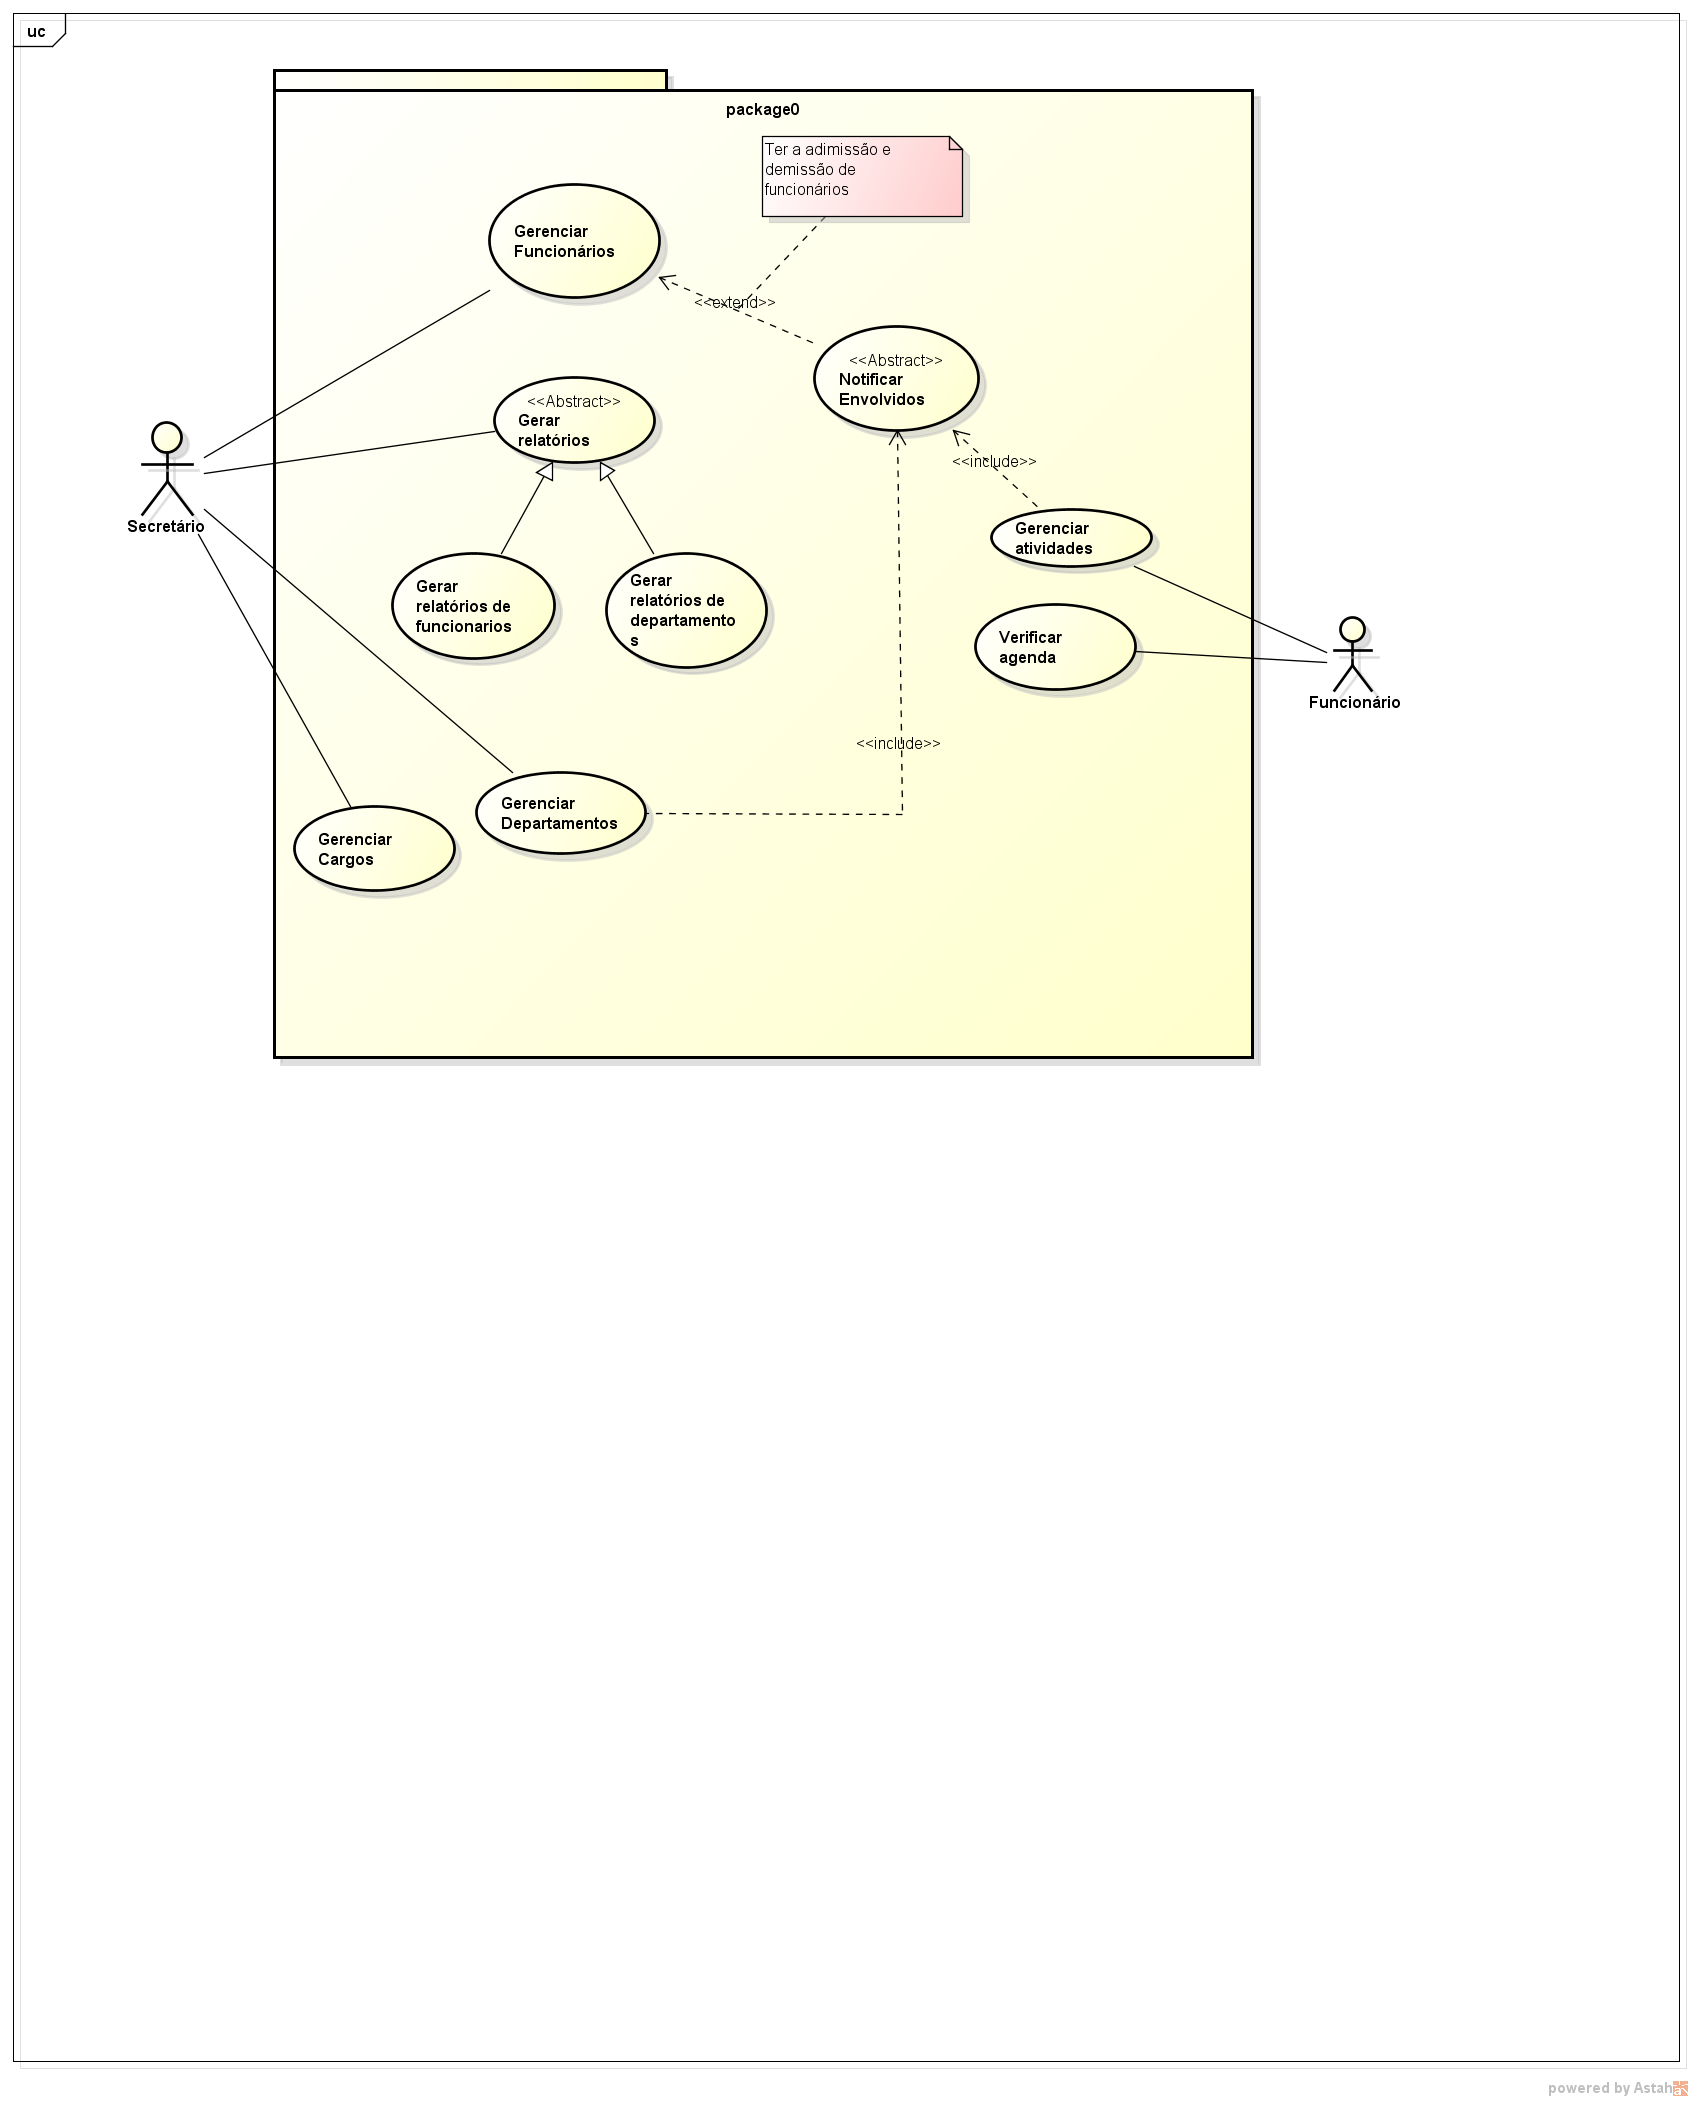 uc
package0
Ter a adimissão e
demissão de
funcionários
Gerenciar
Funcionários
<<extend>>
<<Abstract>>
Notificar
Envolvidos
<<Abstract>>
Gerar
relatórios
<<include>>
Secretário
Gerenciar
atividades
Gerar
relatórios de
funcionarios
Gerar
relatórios de
departamento
s
Verificar
agenda
Funcionário
<<include>>
Gerenciar
Departamentos
Gerenciar
Cargos
powered by Astah